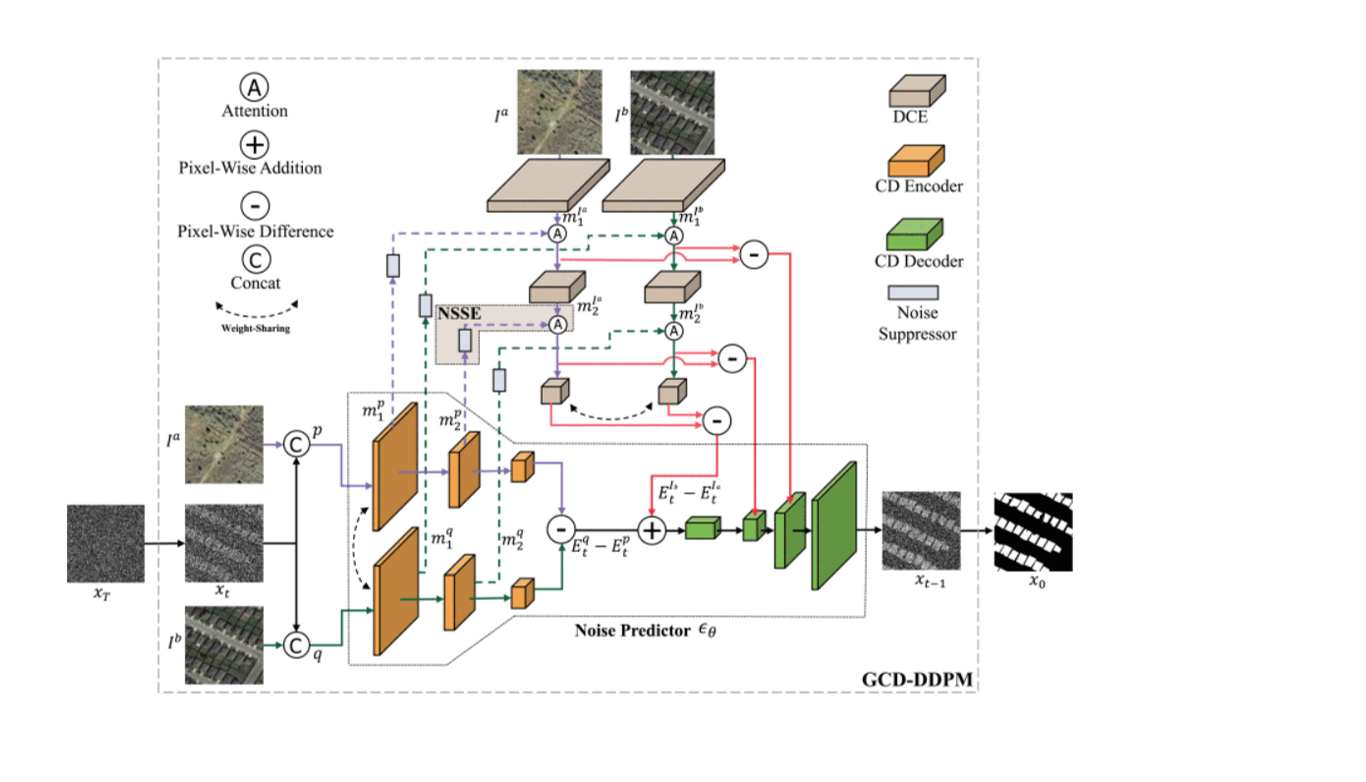 A
Attention
+
Pixel-Wise Addition
-
Pixel-Wise Difference
C
Concat
Weight-Sharing
I^a
I^b
DCE
CD Encoder
CD Decoder
Noise
Suppressor
m_1^{I^a}
m_1^{I^b}
A
A
-
m_2^{I^a}
m_2^{I^b}
NSSE
A
A
-
-
I^a
C
p
m_1^p
m_2^p
E_t^{I^b} - E_t^{I^a}
x_T
x_t
m_1^q
m_2^q
-
E_t^q - E_t^p
+
x_{t-1}
x_0
I^b
C
q
Noise Predictor ϵ_θ
GCD-DDPM